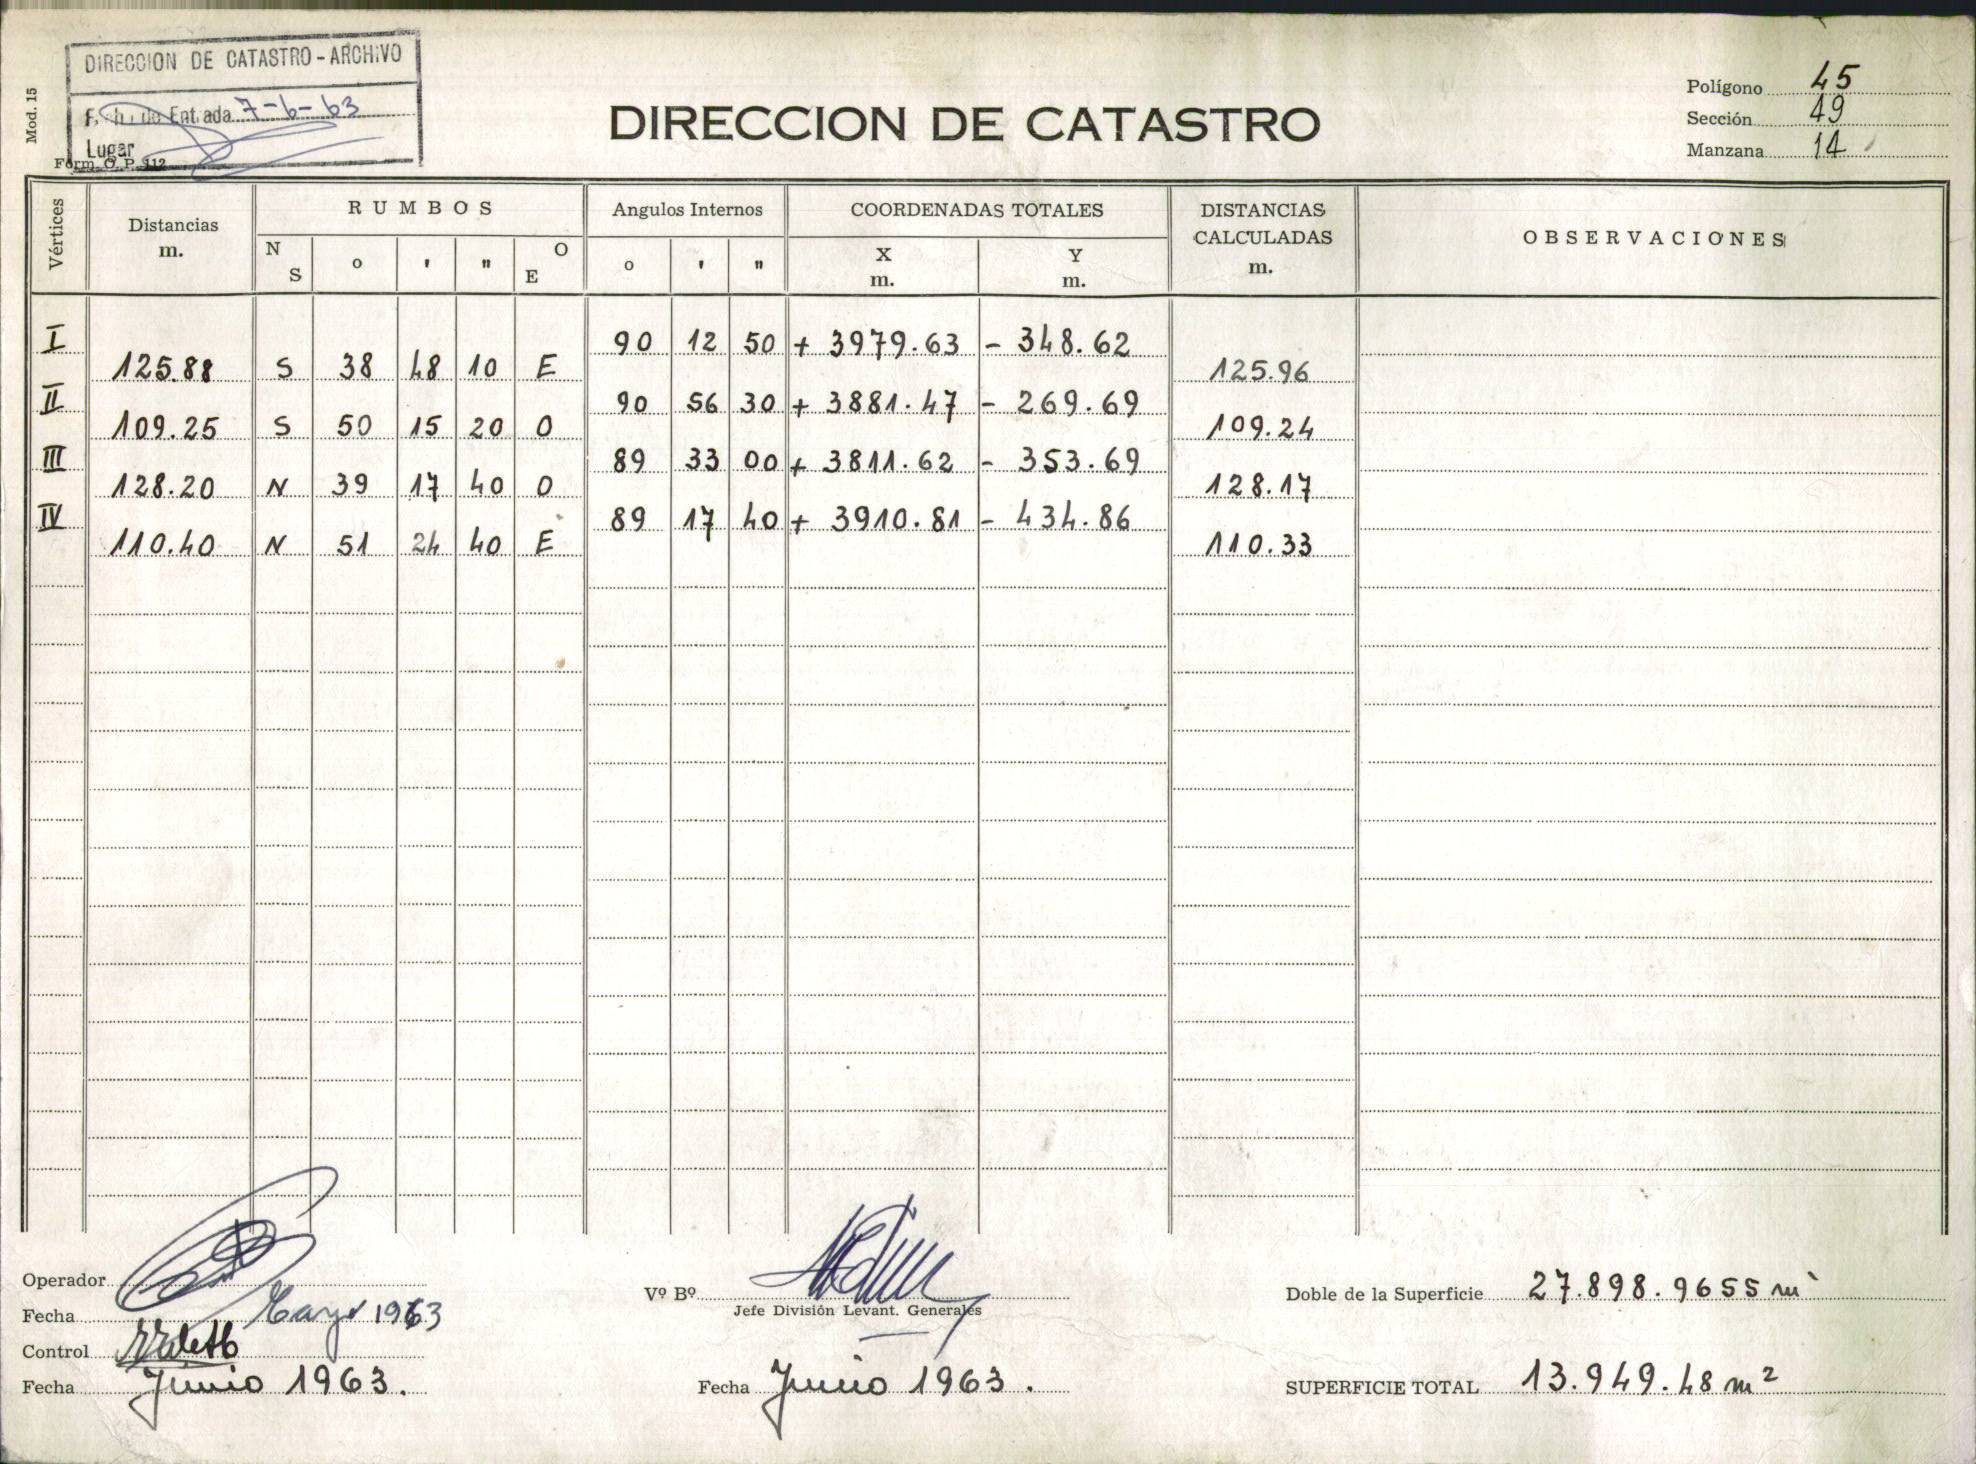 DIRECCION DE CATASTRO - ARCHIVO
Entrada 7-6-63
Lugar
Mod. 15
Form. O. P. 112
DIRECCION DE CATASTRO
Polígono 45
Sección 49
Manzana 14
Vértices
Distancias m.
RUMBOS
N S o ' " O E
Angulos Internos
o ' "
COORDENADAS TOTALES
X m. Y m.
DISTANCIAS CALCULADAS m.
OBSERVACIONES
I 90 12 50 + 3979.63 - 348.62
125.88 S 38 48 10 E 125.96
II 90 56 30 + 3881.47 - 269.69
109.25 S 50 15 20 O 109.24
III 89 33 00 + 3811.62 - 353.69
128.20 N 39 17 40 O 128.17
IV 89 17 40 + 3910.81 - 434.86
110.40 N 51 24 40 E 110.33
Operador
Fecha Mayo 1963
Control
Fecha Junio 1963.
Vº Bº
Jefe División Levant. Generales
Fecha Junio 1963.
Doble de la Superficie 27.898.9655 m²
SUPERFICIE TOTAL 13.949.48 m²